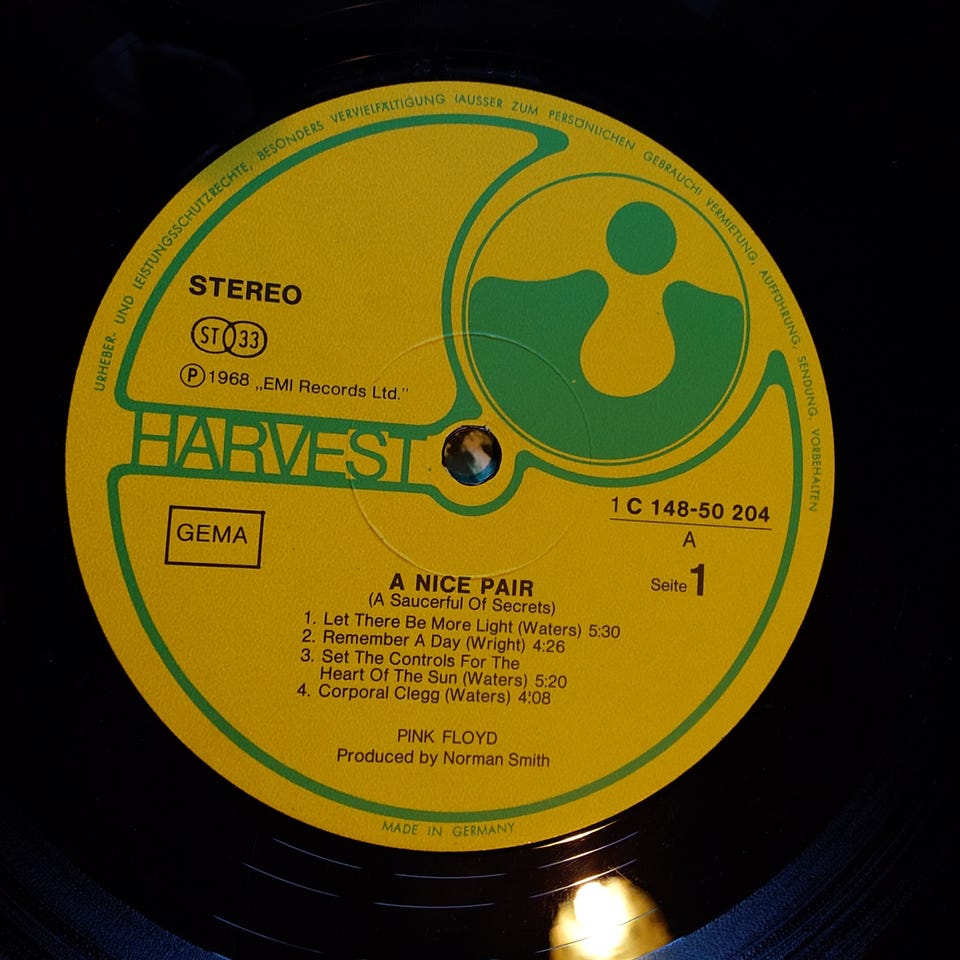 URHEBER- UND LEISTUNGSSCHUTZRECHTE, BESONDERS VERVIELFÄLTIGUNG (AUSSER ZUM PERSÖNLICHEN GEBRAUCH) VERMIETUNG, AUFFÜHRUNG, SENDUNG, VORBEHALTEN
STEREO
ST 33
Ⓟ 1968 „EMI Records Ltd.”
HARVEST
GEMA
1 C 148-50 204
A
Seite 1
A NICE PAIR
(A Saucerful Of Secrets)
1. Let There Be More Light (Waters) 5:30
2. Remember A Day (Wright) 4:26
3. Set The Controls For The
Heart Of The Sun (Waters) 5:20
4. Corporal Clegg (Waters) 4:08
PINK FLOYD
Produced by Norman Smith
MADE IN GERMANY